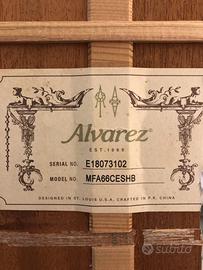 Alvarez
EST. 1965
SERIAL NO. E18073102
MODEL NO. MFA66CESHB
DESIGNED IN ST. LOUIS U.S.A., CRAFTED IN P.R. CHINA
subito